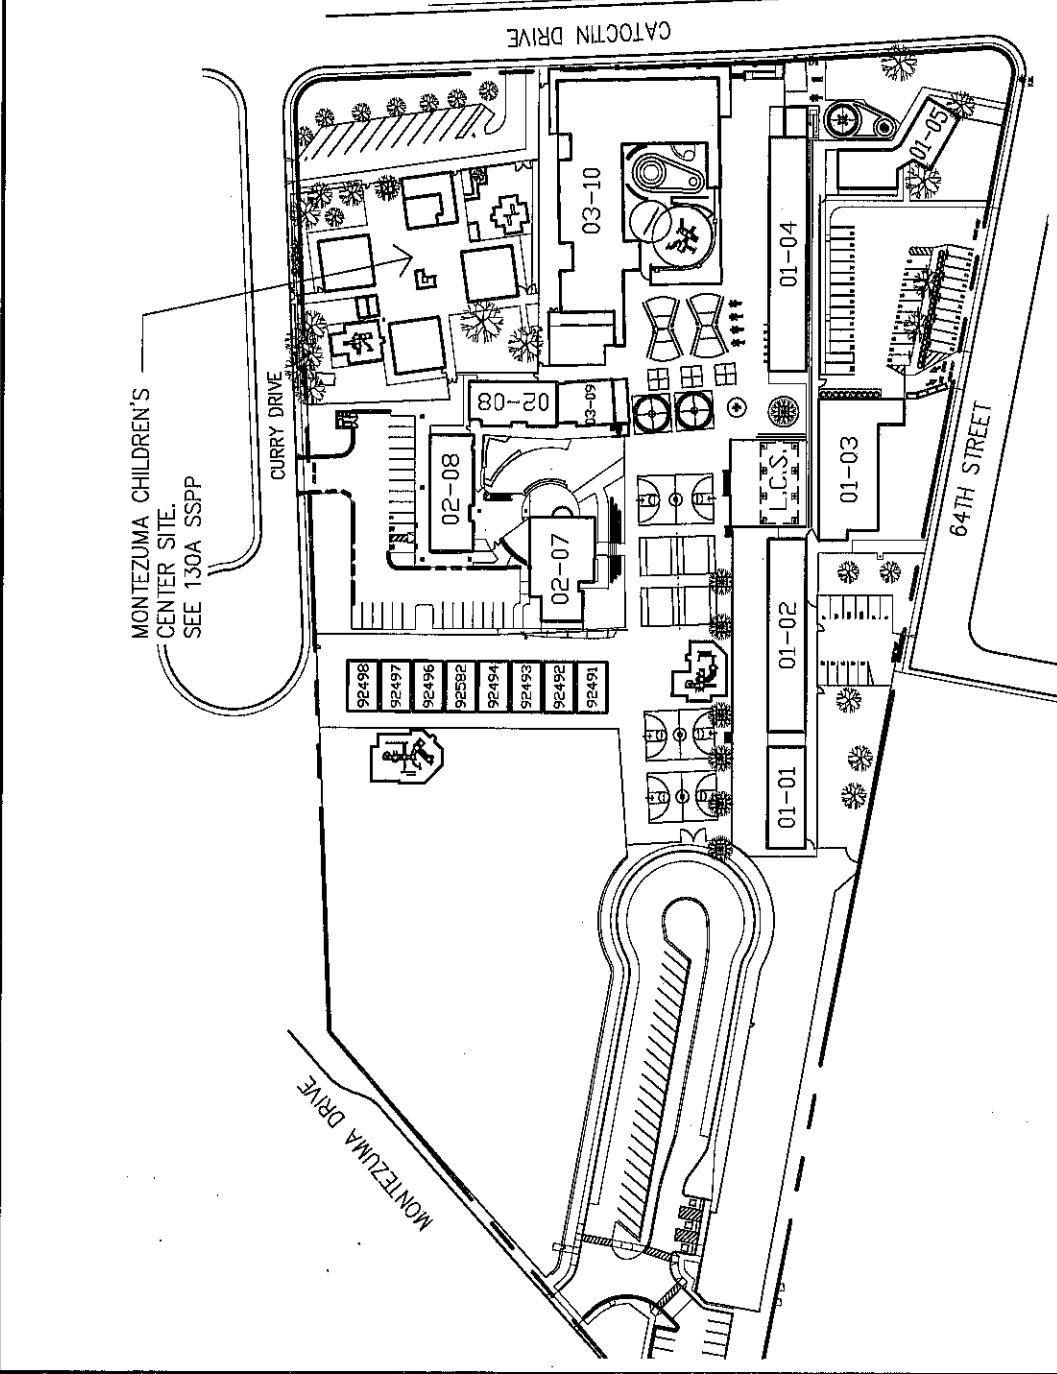 CATOCTIN DRIVE
MONTEZUMA CHILDREN'S
CENTER SITE.
SEE 130A SSPP
CURRY DRIVE
03-10
01-05
01-04
02-08
03-09
02-08
L.C.S.
01-03
64TH STREET
02-07
01-02
92498
92497
92496
92582
92494
92493
92492
92491
01-01
MONTEZUMA DRIVE